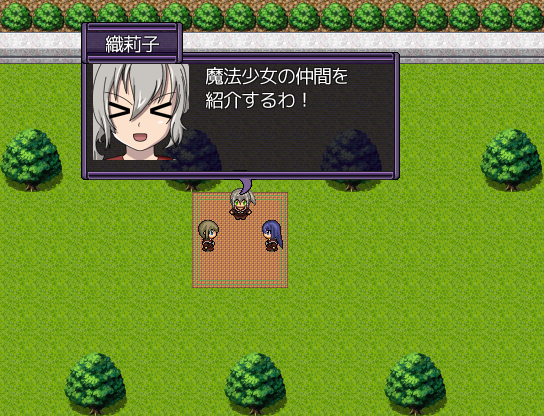 織莉子
魔法少女の仲間を
紹介するわ！